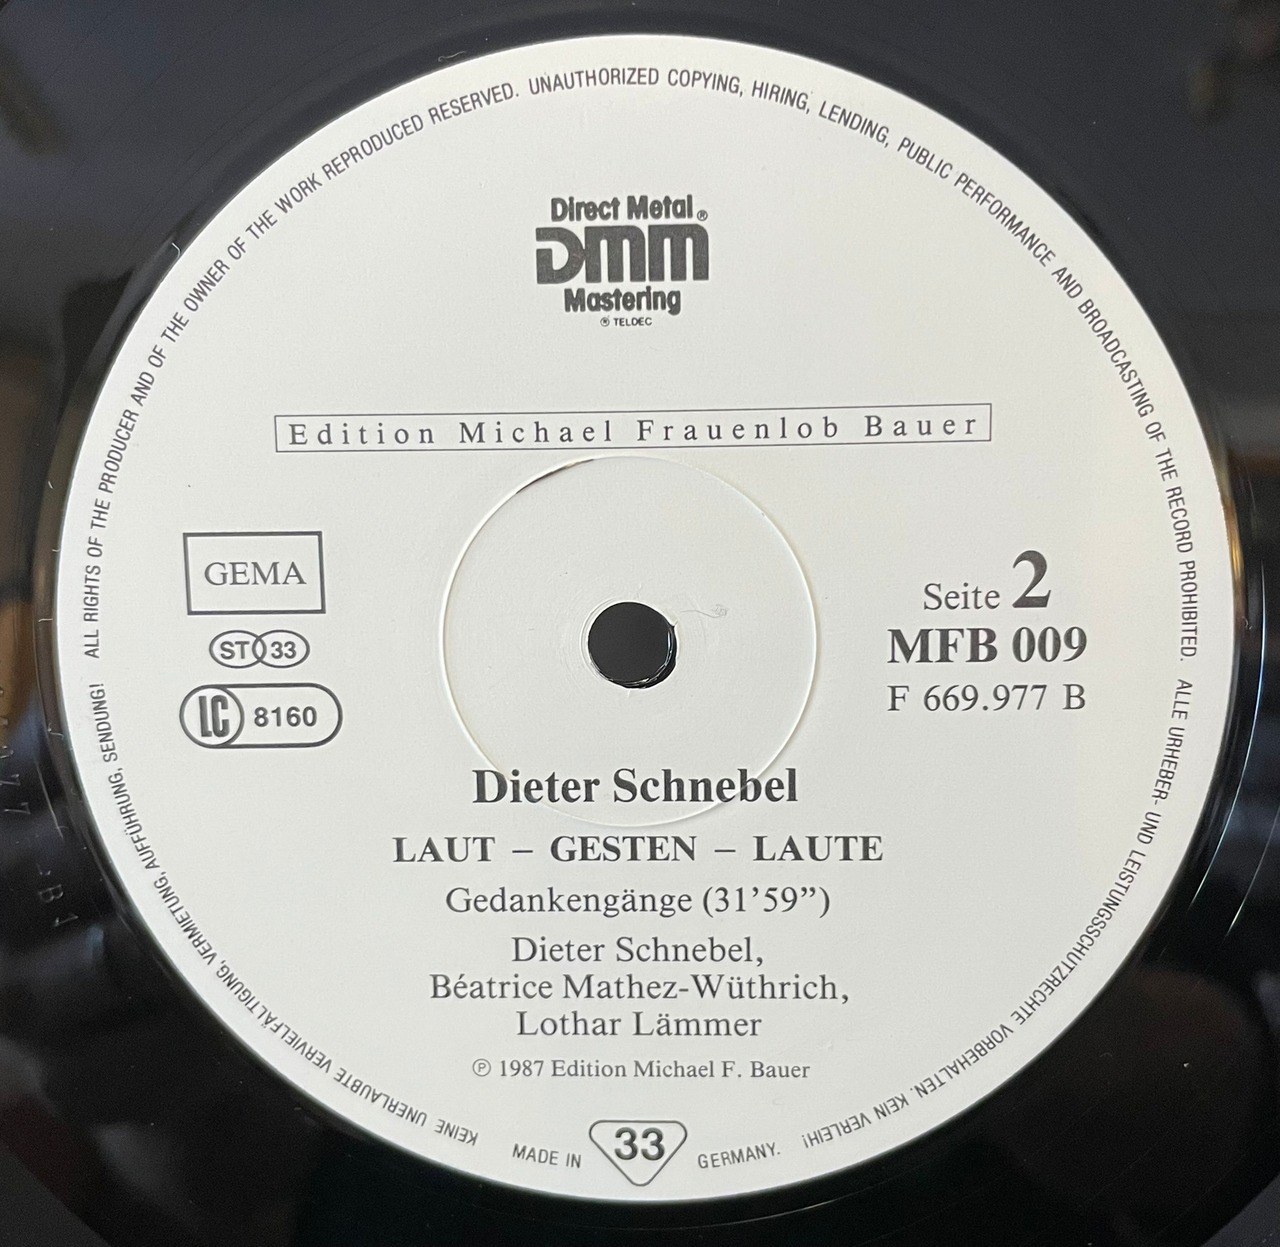 ALL RIGHTS OF THE PRODUCER AND OF THE OWNER OF THE WORK REPRODUCED RESERVED. UNAUTHORIZED COPYING, HIRING, LENDING, PUBLIC PERFORMANCE AND BROADCASTING OF THE RECORD PROHIBITED.
Direct Metal ®
DMM
Mastering
TELDEC
Edition Michael Frauenlob Bauer
GEMA
ST 33
LC 8160
Seite 2
MFB 009
F 669.977 B
Dieter Schnebel
LAUT – GESTEN – LAUTE
Gedankengänge (31’59”)
Dieter Schnebel,
Béatrice Mathez-Wüthrich,
Lothar Lämmer
℗ 1987 Edition Michael F. Bauer
33
MADE IN GERMANY.
ALLE URHEBER- UND LEISTUNGSSCHUTZRECHTE VORBEHALTEN. KEIN VERLEIH! KEINE UNERLAUBTE VERVIELFÄLTIGUNG, VERMIETUNG, AUFFÜHRUNG, SENDUNG!